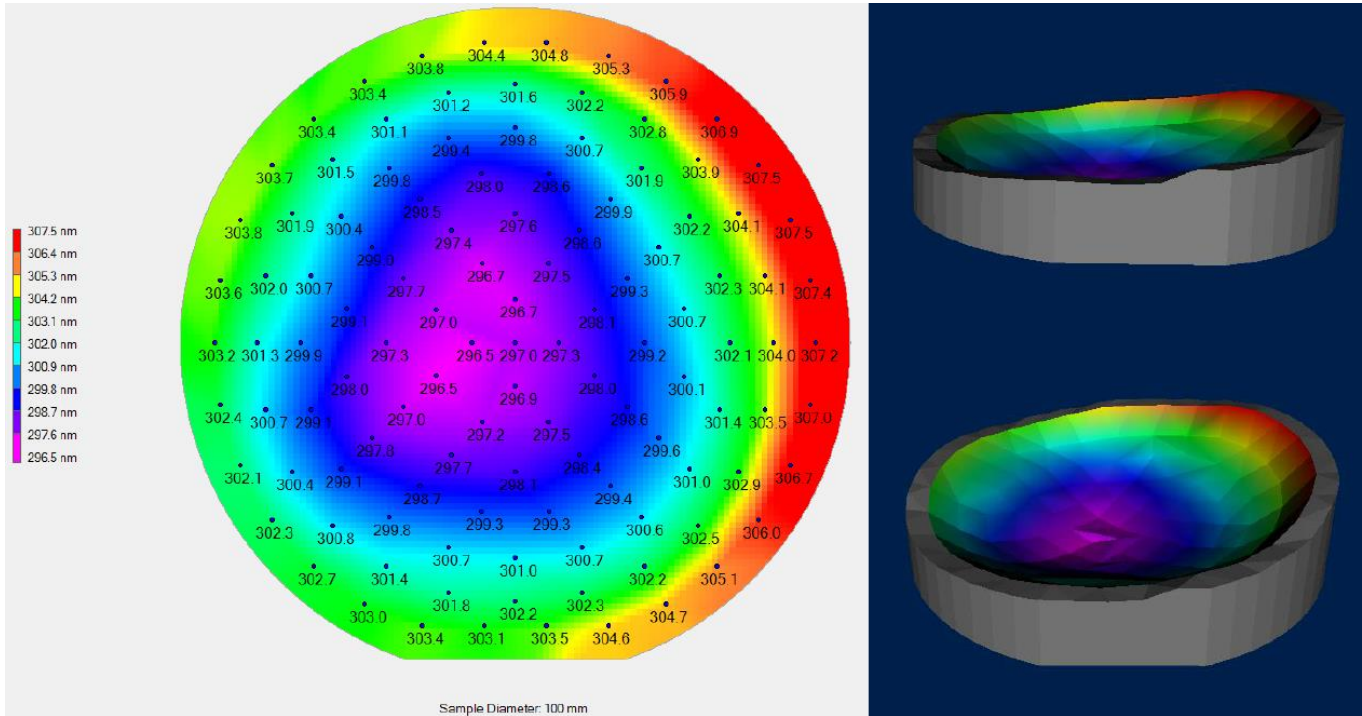 304.4 304.8
303.8 305.3
303.4 301.6 305.9
301.2 302.2
303.4 301.1 302.8 306.9
299.8
299.4 300.7
303.7 301.5 299.8 298.0 298.6 301.9 303.9 307.5
298.5 299.9
303.8 301.9 300.4 297.6 302.2 304.1 307.5
297.4 298.6
307.5 nm
299.0 300.7
306.4 nm
296.7 297.5
305.3 nm
303.6 302.0 300.7 297.7 299.3 302.3 304.1 307.4
304.2 nm
296.7
303.1 nm
299.1 297.0 298.1 300.7
302.0 nm
303.2 301.3 299.9 297.3 296.5 297.0 297.3 299.2 302.1 304.0 307.2
300.9 nm
299.8 nm
298.0 296.5 296.9 298.0 300.1
298.7 nm
302.4 300.7 299.1 297.0 298.6 301.4 303.5 307.0
297.6 nm
297.2 297.5
296.5 nm
297.8 299.6
302.1 300.4 299.1 297.7 298.1 298.4 301.0 302.9 306.7
298.7 299.4
302.3 300.8 299.8 299.3 299.3 300.6 302.5 306.0
300.7 300.7
302.7 301.4 301.0 302.2 305.1
301.8 302.3
303.0 302.2 304.7
303.4 303.1 303.5 304.6
Sample Diameter: 100 mm